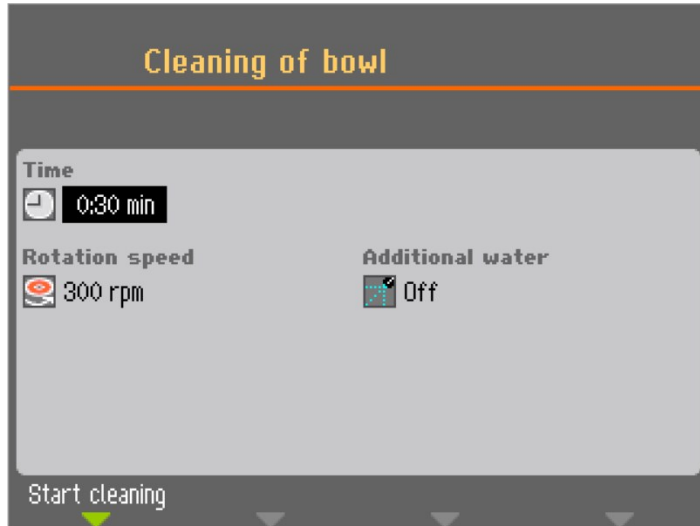 Cleaning of bowl
Time
0:30 min
Rotation speed
Additional water
300 rpm
Off
Start cleaning